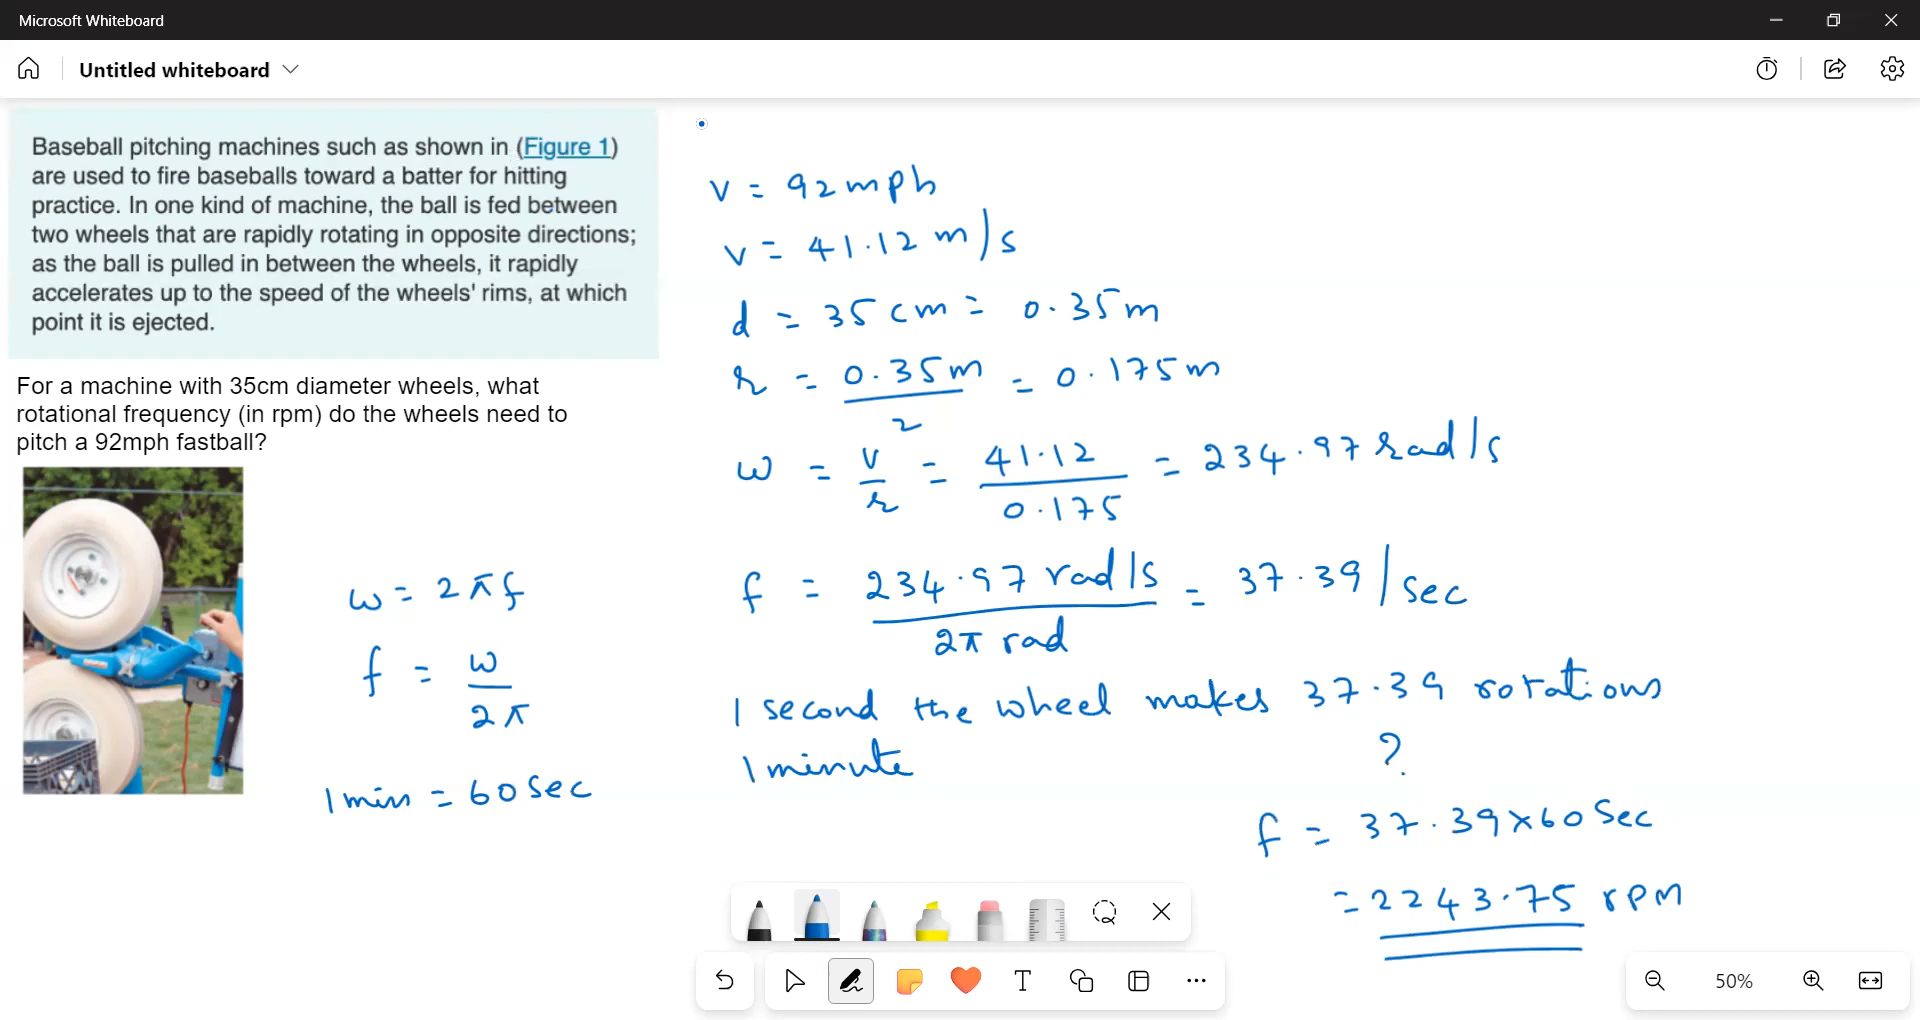 Microsoft Whiteboard
Untitled whiteboard
Baseball pitching machines such as shown in (Figure 1)
are used to fire baseballs toward a batter for hitting
practice. In one kind of machine, the ball is fed between
two wheels that are rapidly rotating in opposite directions;
as the ball is pulled in between the wheels, it rapidly
accelerates up to the speed of the wheels' rims, at which
point it is ejected.
For a machine with 35cm diameter wheels, what
rotational frequency (in rpm) do the wheels need to
pitch a 92mph fastball?
ω = 2πf
f = ω/2π
1 min = 60 Sec
v = 92 mph
v = 41.12 m/s
d = 35 cm = 0.35 m
r = 0.35m/2 = 0.175 m
ω = v/r = 41.12/0.175 = 234.97 rad/s
f = 234.97 rad/s / 2π rad = 37.39/sec
1 second the wheel makes 37.39 rotations
1 minute ?
f = 37.39×60 Sec
= 2243.75 rpm
50%